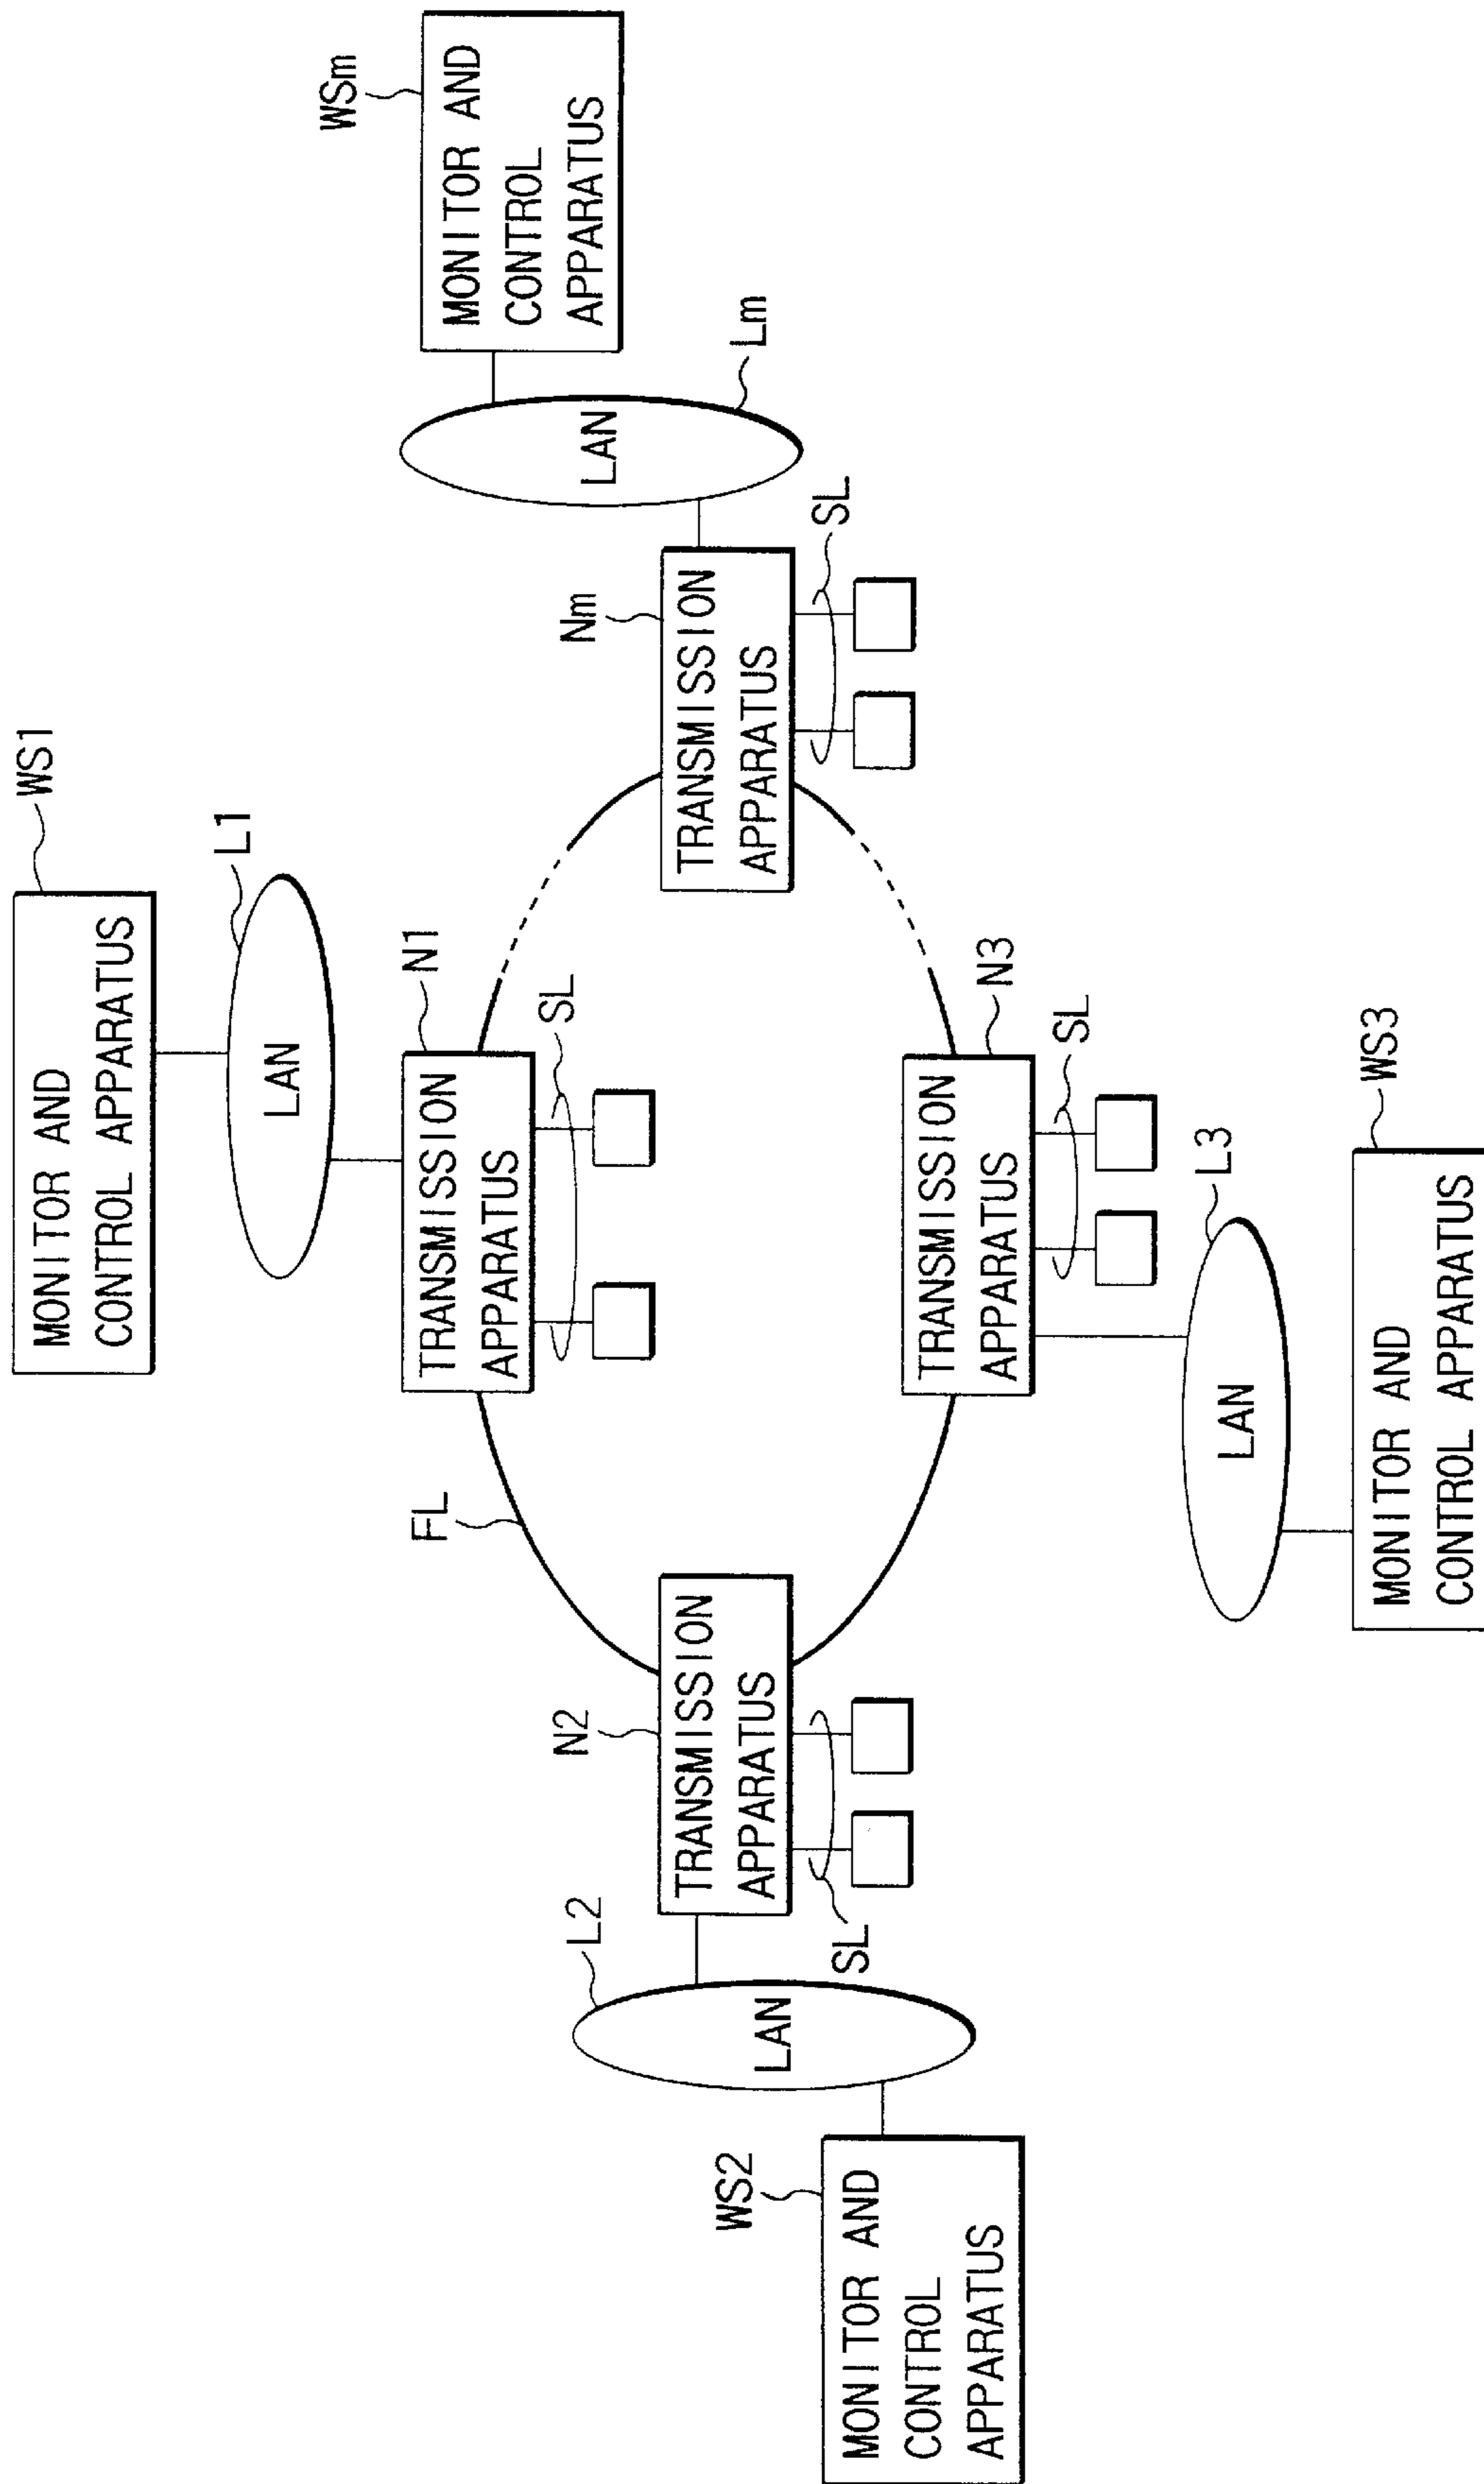 WS1
MONITOR AND
CONTROL APPARATUS
L1
LAN
N1
TRANSMISSION
APPARATUS
SL
FL
WS2
MONITOR AND
CONTROL
APPARATUS
L2
LAN
N2
TRANSMISSION
APPARATUS
SL
Nm
TRANSMISSION
APPARATUS
SL
Lm
LAN
WSm
MONITOR AND
CONTROL
APPARATUS
N3
TRANSMISSION
APPARATUS
SL
L3
LAN
WS3
MONITOR AND
CONTROL APPARATUS